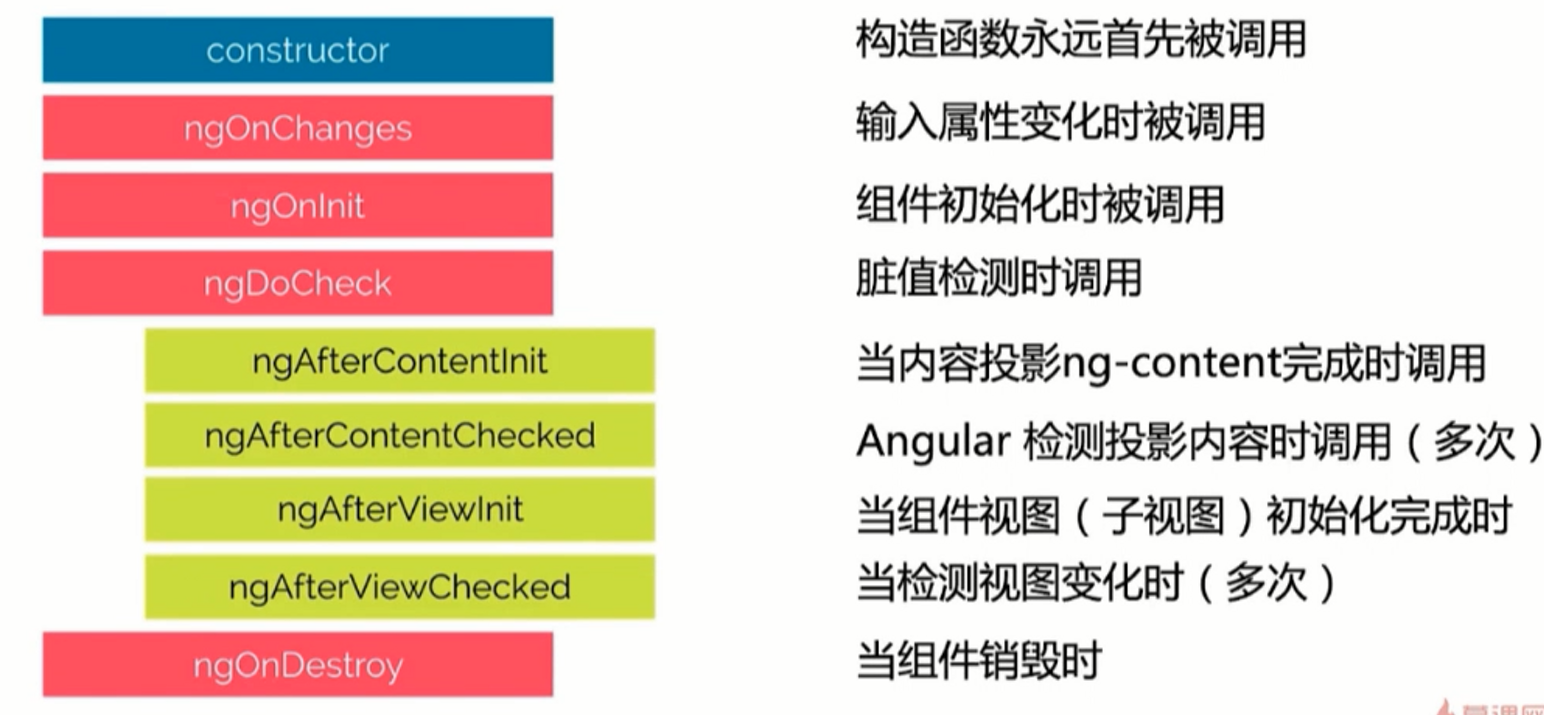 constructor 构造函数永远首先被调用
ngOnChanges 输入属性变化时被调用
ngOnInit 组件初始化时被调用
ngDoCheck 脏值检测时调用
ngAfterContentInit 当内容投影ng-content完成时调用
ngAfterContentChecked Angular 检测投影内容时调用（多次）
ngAfterViewInit 当组件视图（子视图）初始化完成时
ngAfterViewChecked 当检测视图变化时（多次）
ngOnDestroy 当组件销毁时